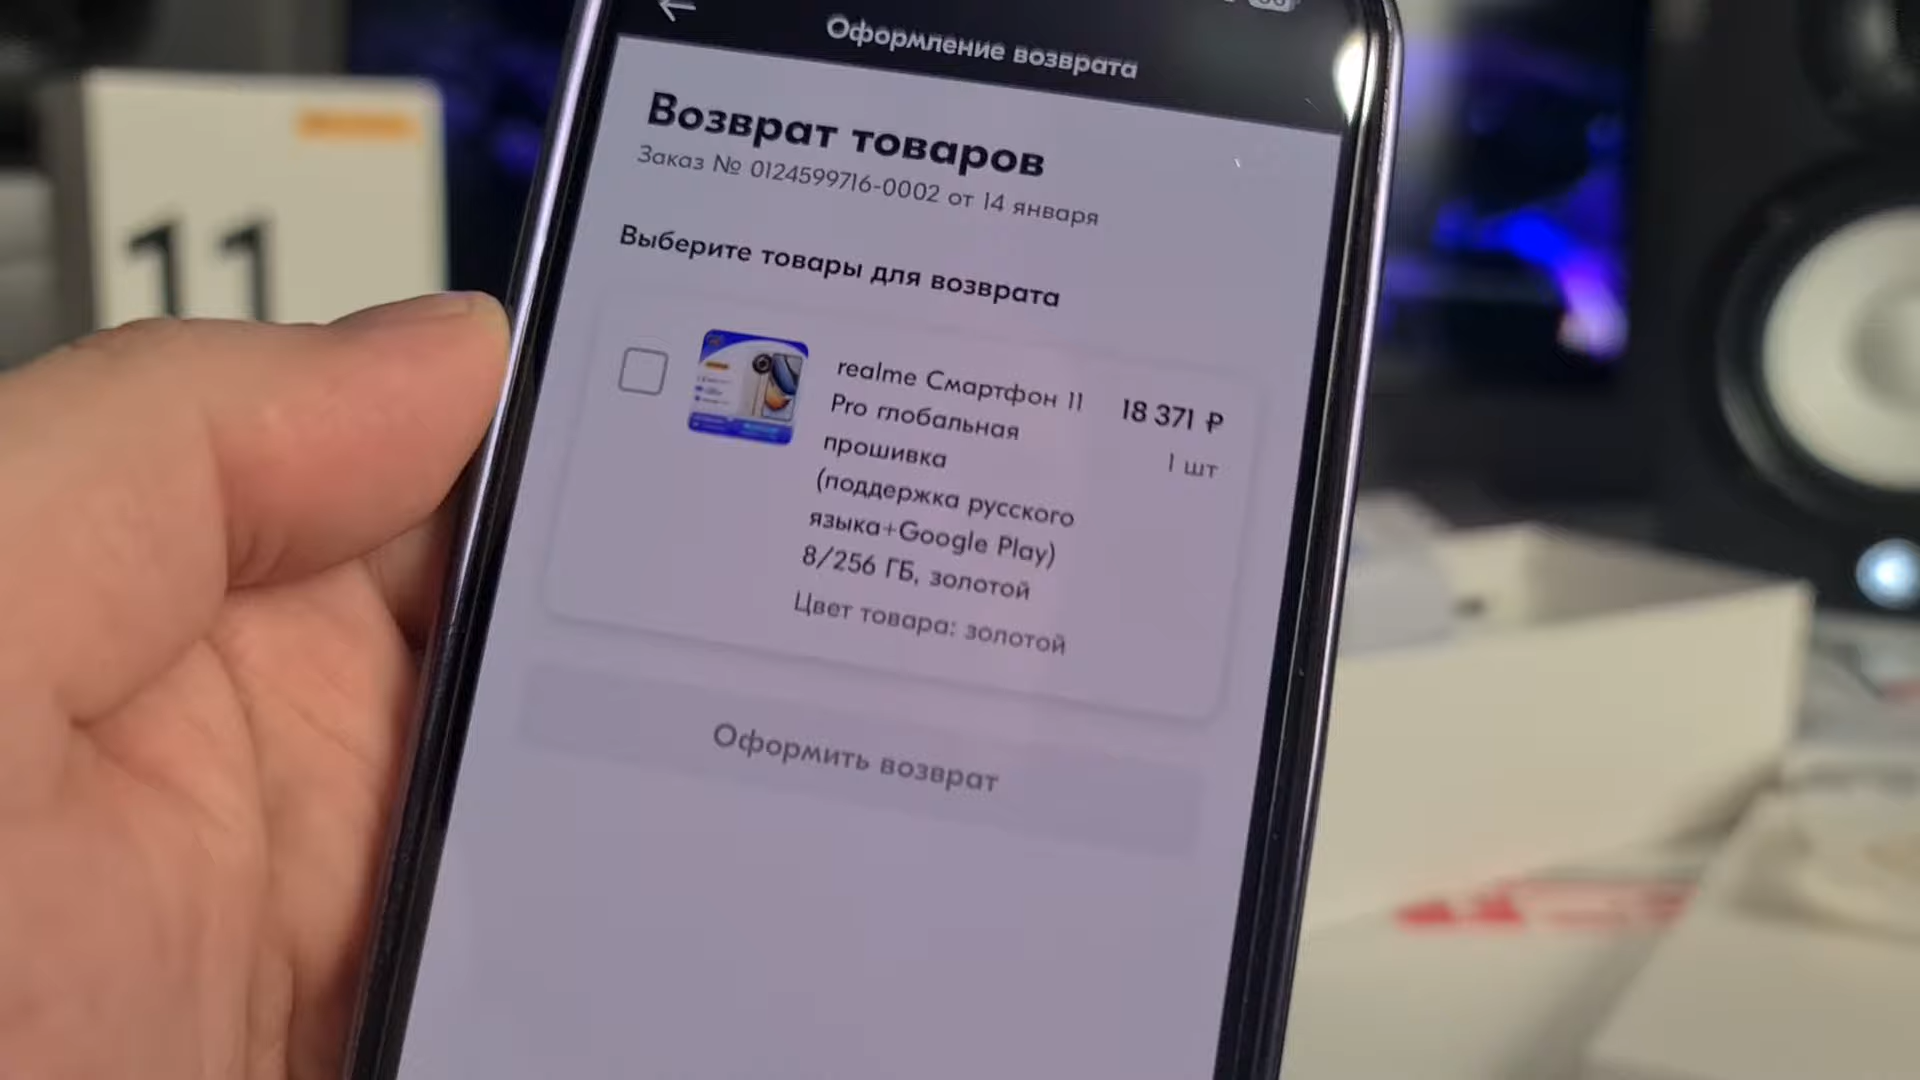 Оформление возврата
Возврат товаров
Заказ № 0124599716-0002 от 14 января
Выберите товары для возврата
realme Смартфон 11
Pro глобальная
прошивка
(поддержка русского
языка+Google Play)
8/256 ГБ, золотой
Цвет товара: золотой
18 371 ₽
1 шт
Оформить возврат
11